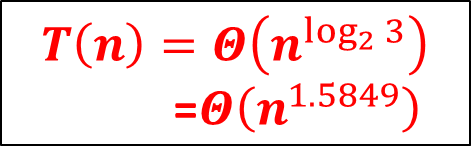 T(n) = Θ(n^{log₂ 3})
=Θ(n^{1.5849})